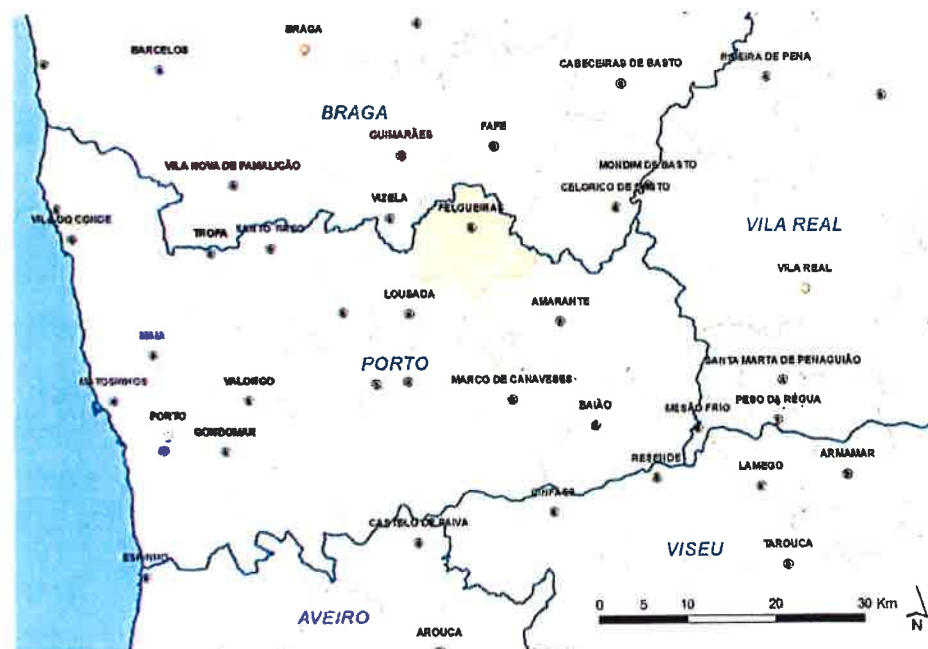 BRAGA
BARCELOS
CABECEIRAS DE BASTO
RIBEIRA DE PENA
BRAGA
GUIMARÃES
FAFE
VILA NOVA DE FAMALICÃO
MONDIM DE BASTO
CELORICO DE BASTO
VIZELA
FELGUEIRAS
VILA DO CONDE
TROFA
SANTO TIRSO
VILA REAL
VILA REAL
LOUSADA
AMARANTE
MAIA
PORTO
SANTA MARTA DE PENAGUIÃO
MATOSINHOS
VALONGO
MARCO DE CANAVESES
PESO DA RÉGUA
BAIÃO
MESÃO FRIO
PORTO
GONDOMAR
RESENDE
LAMEGO
ARMAMAR
CINFÃES
CASTELO DE PAIVA
ESPINHO
VISEU
TAROUCA
AVEIRO
AROUCA
0 5 10 20 30 Km
N